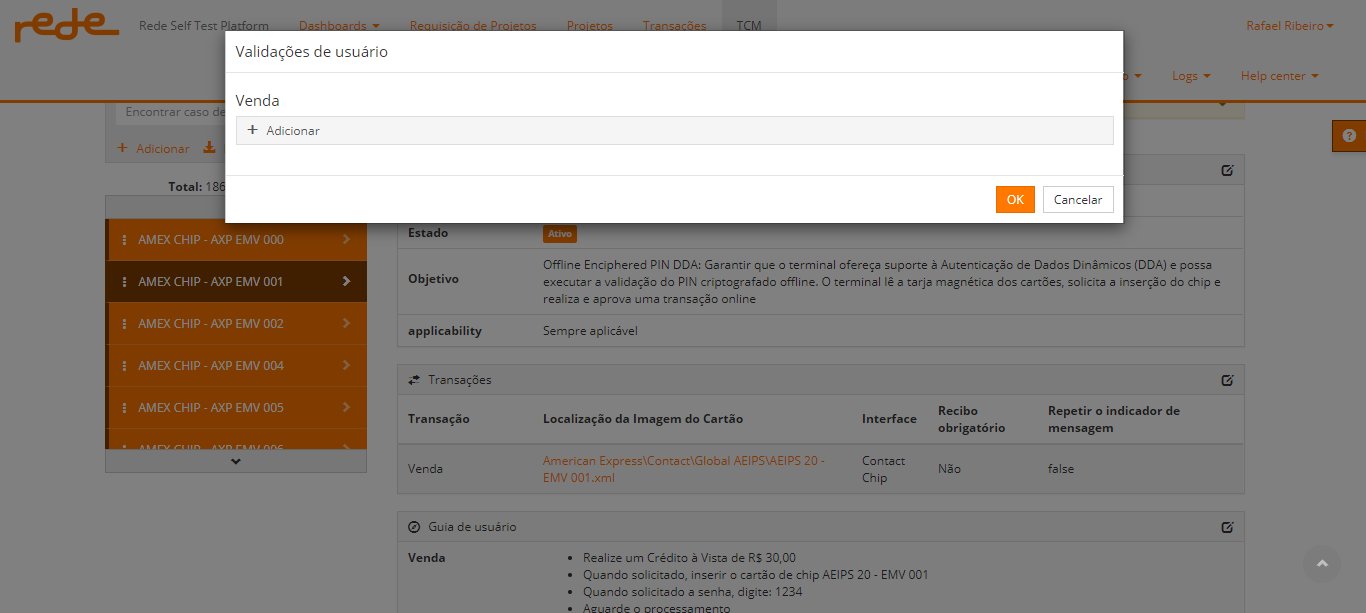 rede
Rede Self Test Platform
Dashboards
Requisição de Projetos
Projetos
Transações
TCM
Rafael Ribeiro
Logs
Help center
Validações de usuário
Venda
+ Adicionar
OK
Cancelar
Encontrar caso de
+ Adicionar
Total: 186
AMEX CHIP - AXP EMV 000
AMEX CHIP - AXP EMV 001
AMEX CHIP - AXP EMV 002
AMEX CHIP - AXP EMV 004
AMEX CHIP - AXP EMV 005
AMEX CHIP - AXP EMV 006
Estado
Ativo
Objetivo
Offline Enciphered PIN DDA: Garantir que o terminal ofereça suporte à Autenticação de Dados Dinâmicos (DDA) e possa
executar a validação do PIN criptografado offline. O terminal lê a tarja magnética dos cartões, solicita a inserção do chip e
realiza e aprova uma transação online
applicability
Sempre aplicável
Transações
Transação
Localização da Imagem do Cartão
Interface
Recibo
obrigatório
Repetir o indicador de
mensagem
Venda
American Express\Contact\Global AEIPS\AEIPS 20 -
EMV 001.xml
Contact
Chip
Não
false
Guia de usuário
Venda
• Realize um Crédito à Vista de R$ 30,00
• Quando solicitado, inserir o cartão de chip AEIPS 20 - EMV 001
• Quando solicitado a senha, digite: 1234
• Aguarde o processamento